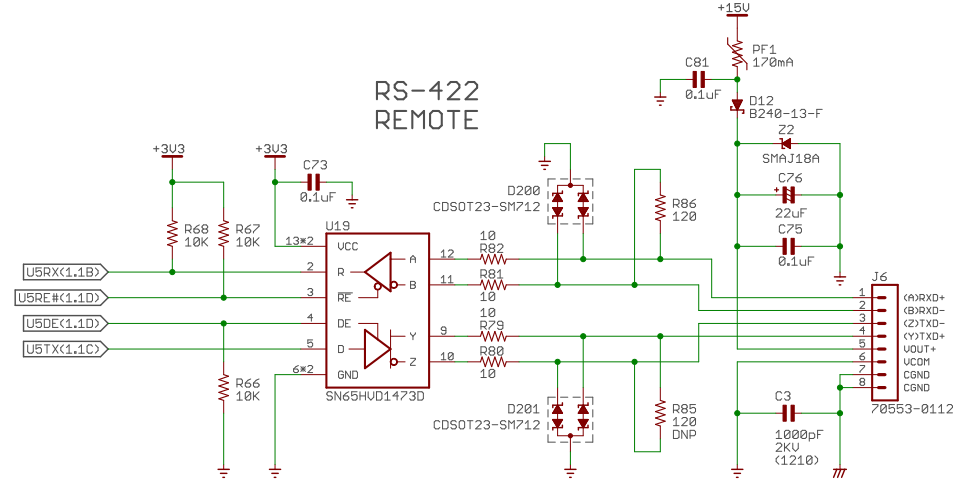 +15V
PF1
170mA
C81
0.1uF
D12
B240-13-F
RS-422
REMOTE
Z2
SMAJ18A
+3V3
+3V3
C73
0.1uF
D200
CDSOT23-SM712
C76
+
22uF
R86
120
R68
10K
R67
10K
U19
13*2
VCC
A
12
10
R82
C75
0.1uF
U5RX(1.1B)
2
R
B
11
R81
10
J6
U5RE#(1.1D)
3
RE
1
(A)RXD+
2
(B)RXD-
U5DE(1.1D)
4
DE
Y
9
10
R79
3
(Z)TXD-
4
(Y)TXD+
U5TX(1.1C)
5
D
Z
10
R80
10
5
VOUT+
6
VCOM
6*2
GND
7
CGND
8
CGND
R66
10K
SN65HVD1473D
D201
CDSOT23-SM712
R85
120
DNP
C3
1000pF
2KV
(1210)
70553-0112